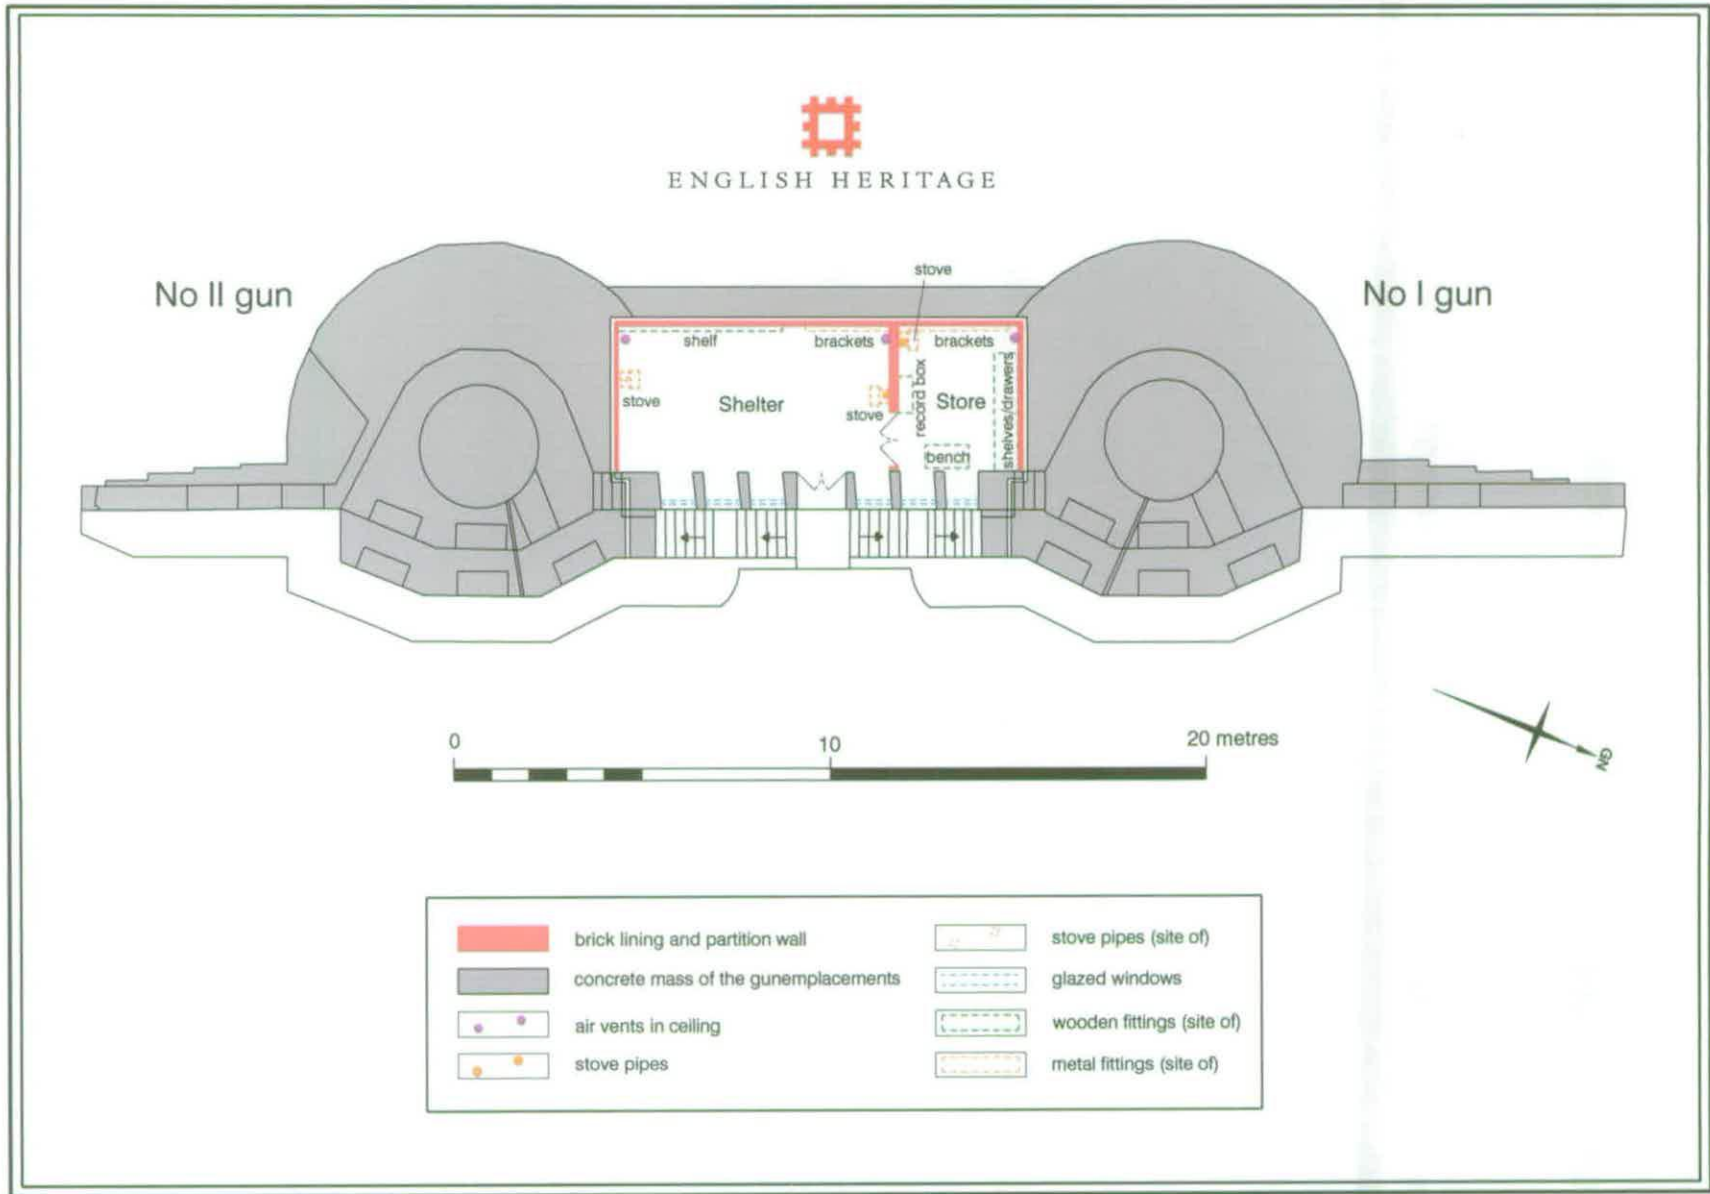 ENGLISH HERITAGE
No II gun
No I gun
stove
shelf
brackets
brackets
stove
Shelter
stove
record box
Store
shelves/drawers
bench
0
10
20 metres
GN
brick lining and partition wall
concrete mass of the gunemplacements
air vents in ceiling
stove pipes
stove pipes (site of)
glazed windows
wooden fittings (site of)
metal fittings (site of)